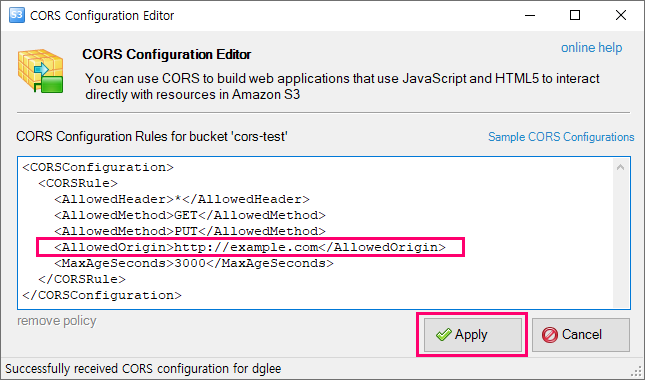 S3 CORS Configuration Editor
CORS Configuration Editor
online help
You can use CORS to build web applications that use JavaScript and HTML5 to interact
directly with resources in Amazon S3
CORS Configuration Rules for bucket 'cors-test'
Sample CORS Configurations
<CORSConfiguration>
<CORSRule>
<AllowedHeader>*</AllowedHeader>
<AllowedMethod>GET</AllowedMethod>
<AllowedMethod>PUT</AllowedMethod>
<AllowedOrigin>http://example.com</AllowedOrigin>
<MaxAgeSeconds>3000</MaxAgeSeconds>
</CORSRule>
</CORSConfiguration>
remove policy
Apply
Cancel
Successfully received CORS configuration for dglee